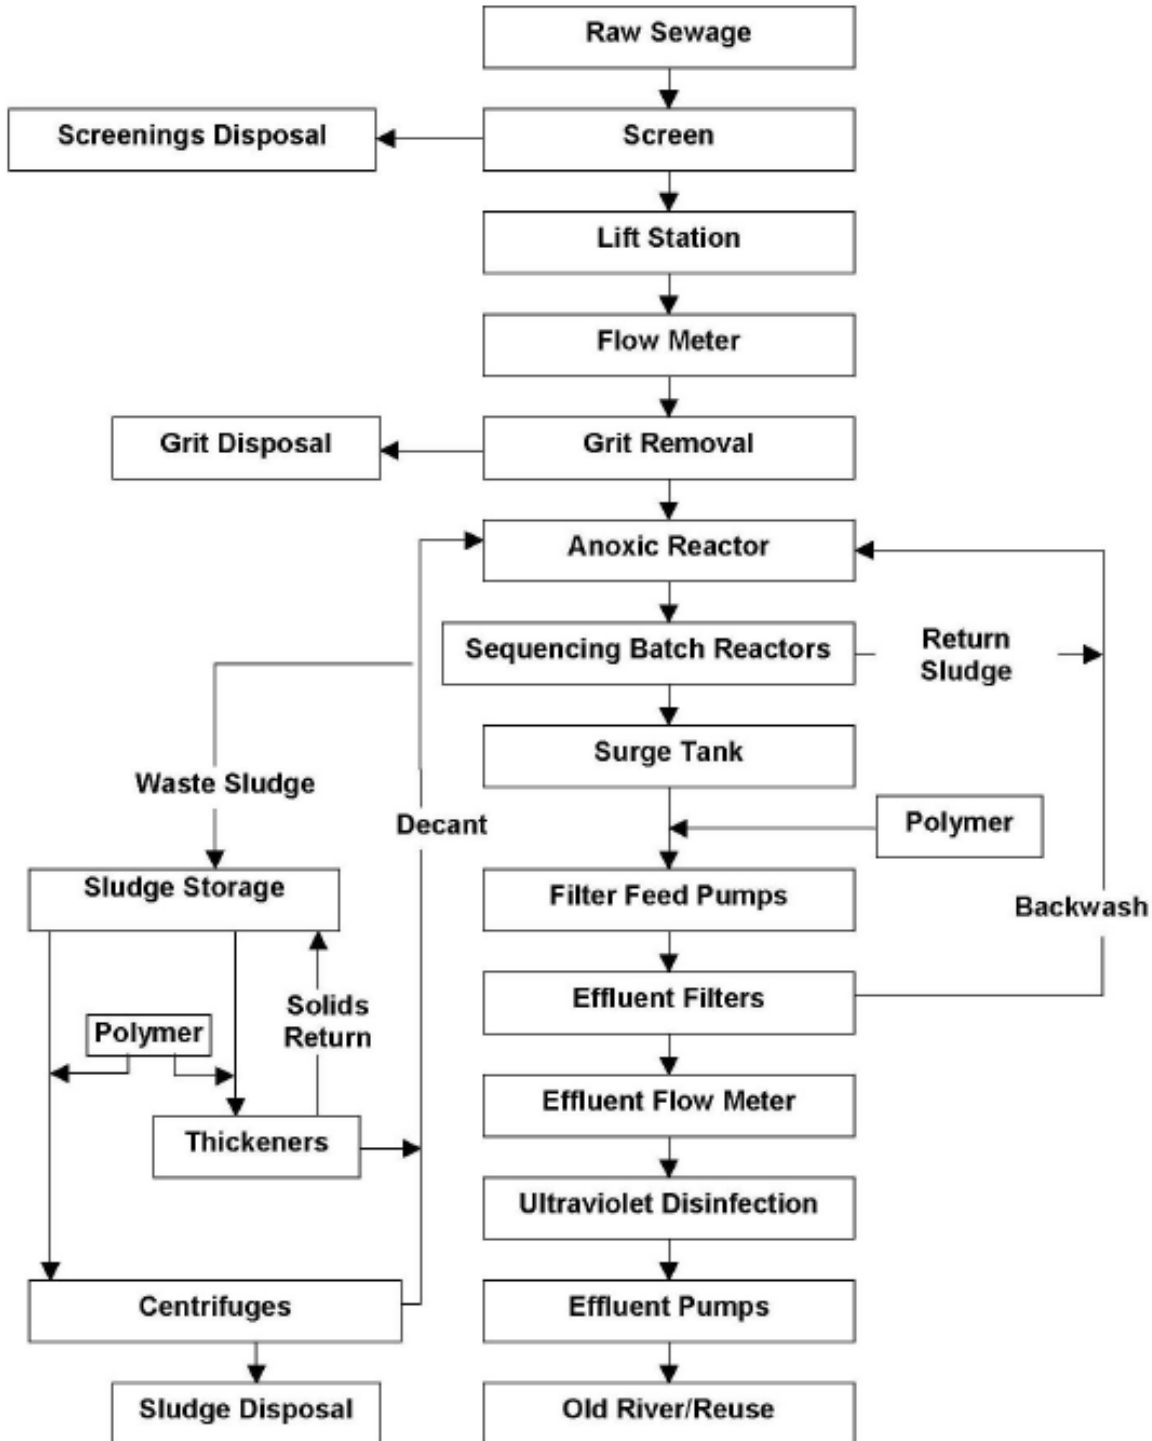 Raw Sewage
Screenings Disposal
Screen
Lift Station
Flow Meter
Grit Disposal
Grit Removal
Anoxic Reactor
Sequencing Batch Reactors
Return
Sludge
Surge Tank
Waste Sludge
Decant
Polymer
Sludge Storage
Filter Feed Pumps
Backwash
Solids
Return
Effluent Filters
Polymer
Effluent Flow Meter
Thickeners
Ultraviolet Disinfection
Centrifuges
Effluent Pumps
Sludge Disposal
Old River/Reuse